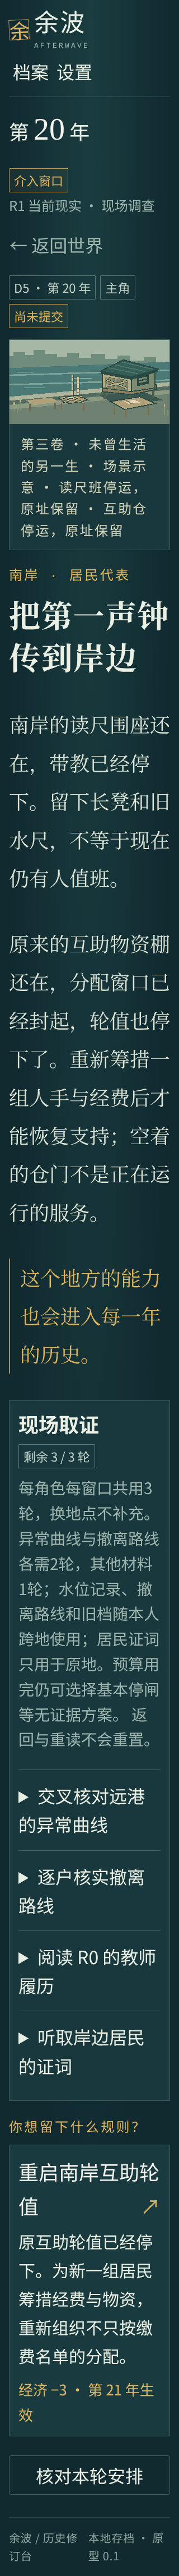 余 余波
AFTERWAVE
档案 设置
第 20 年
介入窗口
R1 当前现实 · 现场调查
← 返回世界
D5 · 第 20 年 主角
尚未提交
第三卷 · 未曾生活
的另一生 · 场景示
意 · 读尺班停运，
原址保留 · 互助仓
停运，原址保留
南岸 · 居民代表
把第一声钟
传到岸边
南岸的读尺围座还
在，带教已经停
下。留下长凳和旧
水尺，不等于现在
仍有人值班。
原来的互助物资棚
还在，分配窗口已
经封起，轮值也停
下了。重新筹措一
组人手与经费后才
能恢复支持；空着
的仓门不是正在运
行的服务。
这个地方的能力
也会进入每一年
的历史。
现场取证
剩余 3 / 3 轮
每角色每窗口共用3
轮，换地点不补充。
异常曲线与撤离路线
各需2轮，其他材料
1轮；水位记录、撤
离路线和旧档随本人
跨地使用；居民证词
只用于原地。预算用
完仍可选择基本停闸
等无证据方案。 返
回与重读不会重置。
▶ 交叉核对远港
的异常曲线
▶ 逐户核实撤离
路线
▶ 阅读 R0 的教师
履历
▶ 听取岸边居民
的证词
你想留下什么规则？
重启南岸互助轮
值 ↗
原互助轮值已经停
下。为新一组居民
筹措经费与物资，
重新组织不只按缴
费名单的分配。
经济 −3 · 第 21 年生
效
核对本轮安排
余波 / 历史修 本地存档 · 原
订台 型 0.1